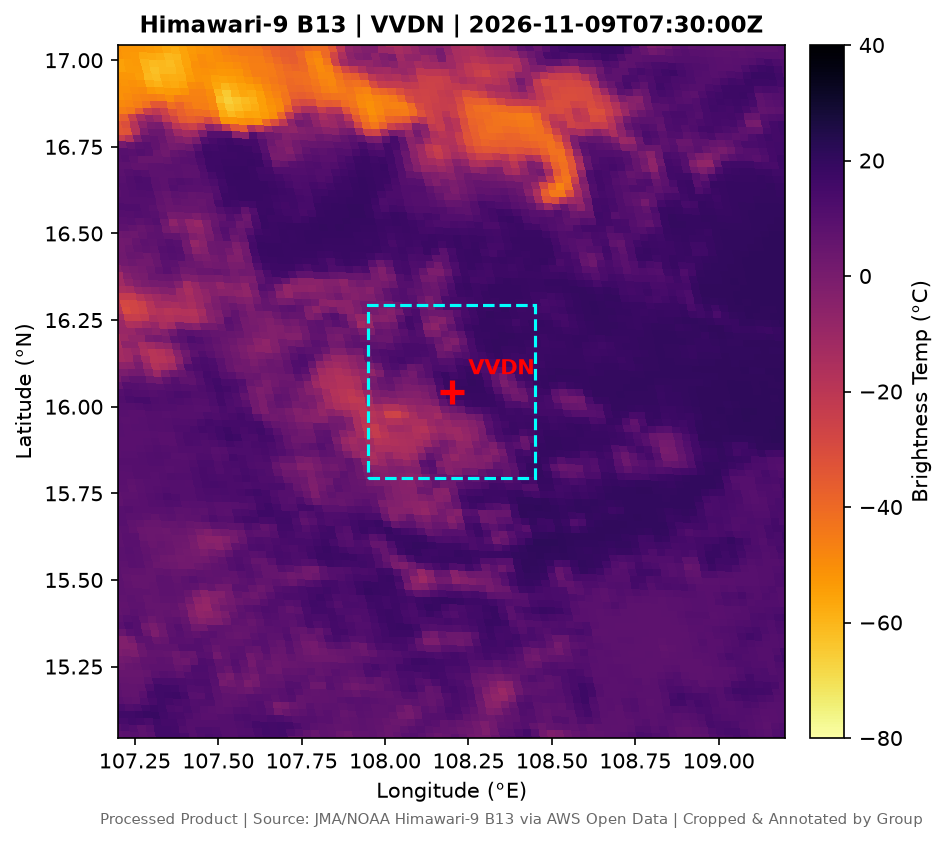 Himawari-9 B13 | VVDN | 2026-11-09T07:30:00Z
17.00
16.75
16.50
16.25
16.00
15.75
15.50
15.25
Latitude (°N)
VVDN
107.25 107.50 107.75 108.00 108.25 108.50 108.75 109.00
Longitude (°E)
40
20
0
−20
−40
−60
−80
Brightness Temp (°C)
Processed Product | Source: JMA/NOAA Himawari-9 B13 via AWS Open Data | Cropped & Annotated by Group